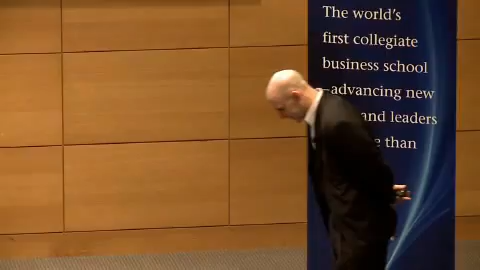 The world's
first collegiate
business school
–advancing new
and leaders
than